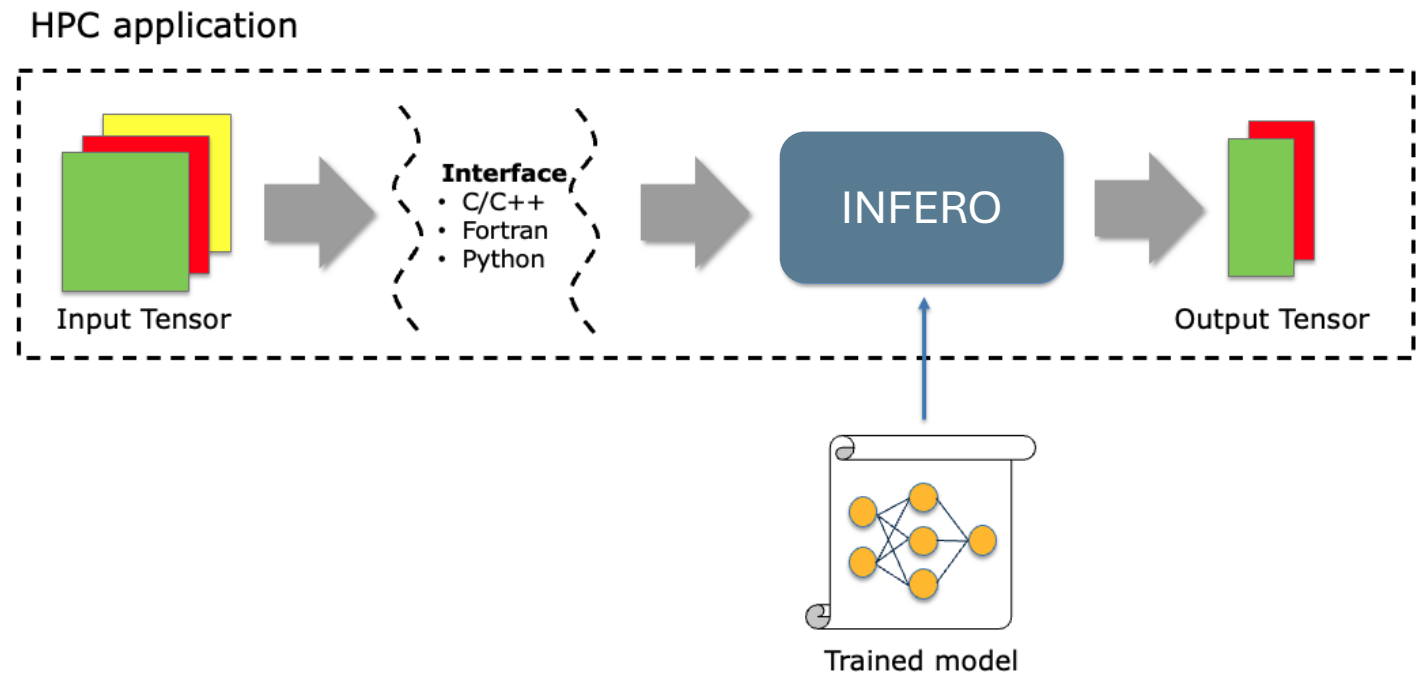 HPC application
Input Tensor
Interface
• C/C++
• Fortran
• Python
INFERO
Output Tensor
Trained model